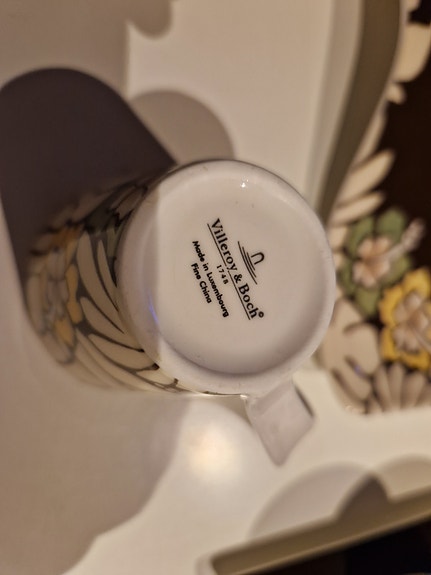 Villeroy & Boch©
1748
Made in Luxembourg
Fine China